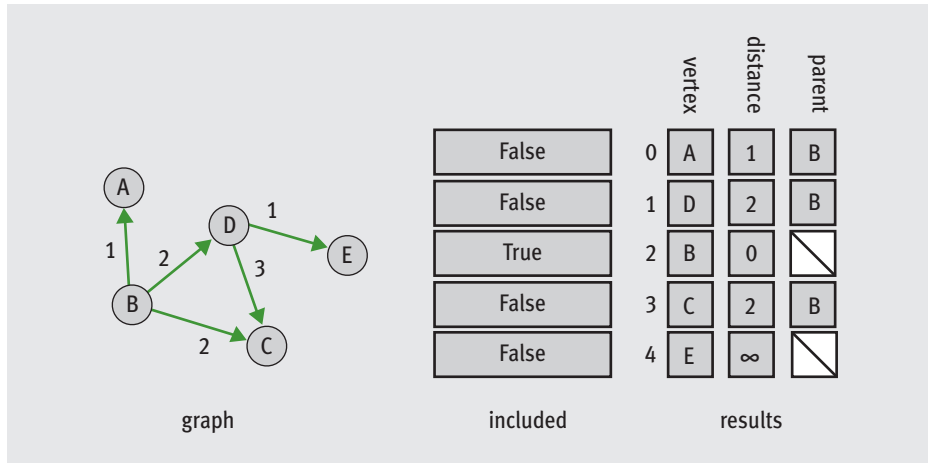 A
D
E
B
C
1
2
1
3
2
graph
False
False
True
False
False
included
vertex distance parent
0 A 1 B
1 D 2 B
2 B 0
3 C 2 B
4 E ∞
results